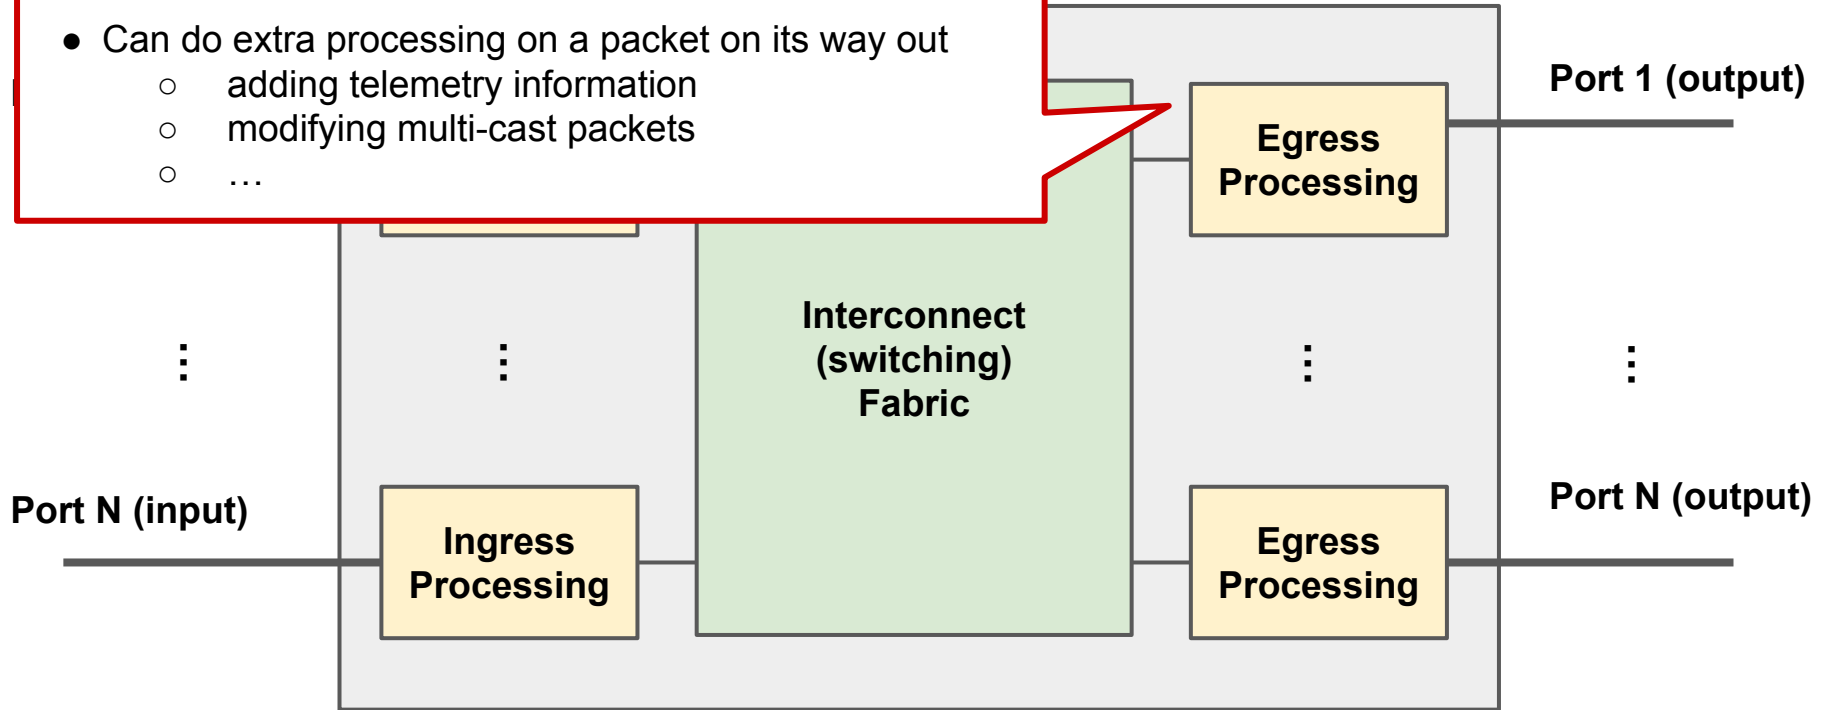 ● Can do extra processing on a packet on its way out
○ adding telemetry information
○ modifying multi-cast packets
○ …
Port 1 (output)
Egress
Processing
Interconnect
(switching)
Fabric
⋮
⋮
⋮
⋮
Port N (input)
Ingress
Processing
Egress
Processing
Port N (output)